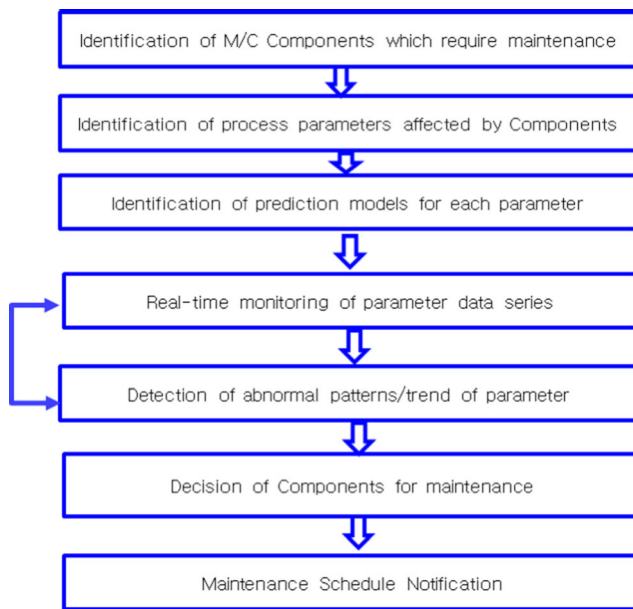 Identification of M/C Components which require maintenance
Identification of process parameters affected by Components
Identification of prediction models for each parameter
Real-time monitoring of parameter data series
Detection of abnormal patterns/trend of parameter
Decision of Components for maintenance
Maintenance Schedule Notification